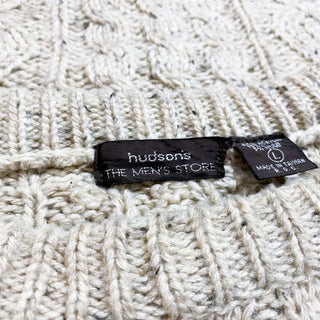 hudson's
THE MEN'S STORE
L
MADE IN TAIWAN
R.O.C.